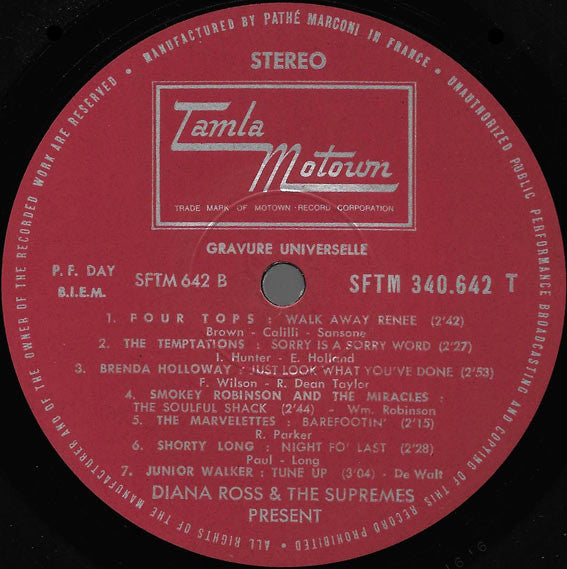 • MANUFACTURED BY PATHÉ MARCONI IN FRANCE • UNAUTHORIZED PUBLIC PERFORMANCE BROADCASTING AND COPYING OF THIS RECORD PROHIBITED • ALL RIGHTS OF THE MANUFACTURER AND OF THE OWNER OF THE RECORDED WORK ARE RESERVED
STEREO
Tamla
Motown
TRADE MARK OF MOTOWN RECORD CORPORATION
GRAVURE UNIVERSELLE
P. F. DAY
B.I.E.M.
SFTM 642 B
SFTM 340.642 T
1. FOUR TOPS : WALK AWAY RENEE (2'42)
Brown - Calilli - Sansone
2. THE TEMPTATIONS : SORRY IS A SORRY WORD (2'27)
I. Hunter - E. Holland
3. BRENDA HOLLOWAY : JUST LOOK WHAT YOU'VE DONE (2'53)
F. Wilson - R. Dean Taylor
4. SMOKEY ROBINSON AND THE MIRACLES :
THE SOULFUL SHACK (2'44) - Wm. Robinson
5. THE MARVELETTES : BAREFOOTIN' (2'15)
R. Parker
6. SHORTY LONG : NIGHT FO' LAST (2'28)
Paul - Long
7. JUNIOR WALKER : TUNE UP (3'04) - De Walt
DIANA ROSS & THE SUPREMES
PRESENT